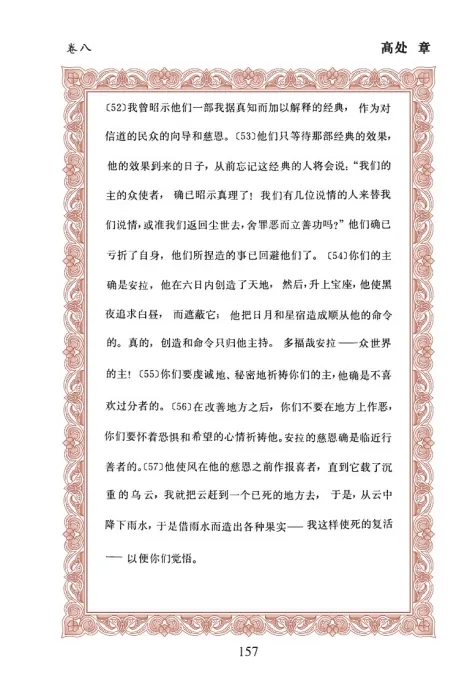 卷八
高处 章
〔52〕我曾昭示他们一部我据真知而加以解释的经典，作为对
信道的民众的向导和慈恩。〔53〕他们只等待那部经典的效果，
他的效果到来的日子，从前忘记这经典的人将会说：“我们的
主的众使者，确已昭示真理了！我们有几位说情的人来替我
们说情，或准我们返回尘世去，舍罪恶而立善功吗？”他们确已
亏折了自身，他们所捏造的事已回避他们了。〔54〕你们的主
确是安拉，他在六日内创造了天地，然后，升上宝座，他使黑
夜追求白昼，而遮蔽它；他把日月和星宿造成顺从他的命令
的。真的，创造和命令只归他主持。多福哉安拉——众世界
的主！〔55〕你们要虔诚地、秘密地祈祷你们的主，他确是不喜
欢过分者的。〔56〕在改善地方之后，你们不要在地方上作恶，
你们要怀着恐惧和希望的心情祈祷他。安拉的慈恩确是临近行
善者的。〔57〕他使风在他的慈恩之前作报喜者，直到它载了沉
重的乌云，我就把云赶到一个已死的地方去，于是，从云中
降下雨水，于是借雨水而造出各种果实——我这样使死的复活
——以便你们觉悟。
157